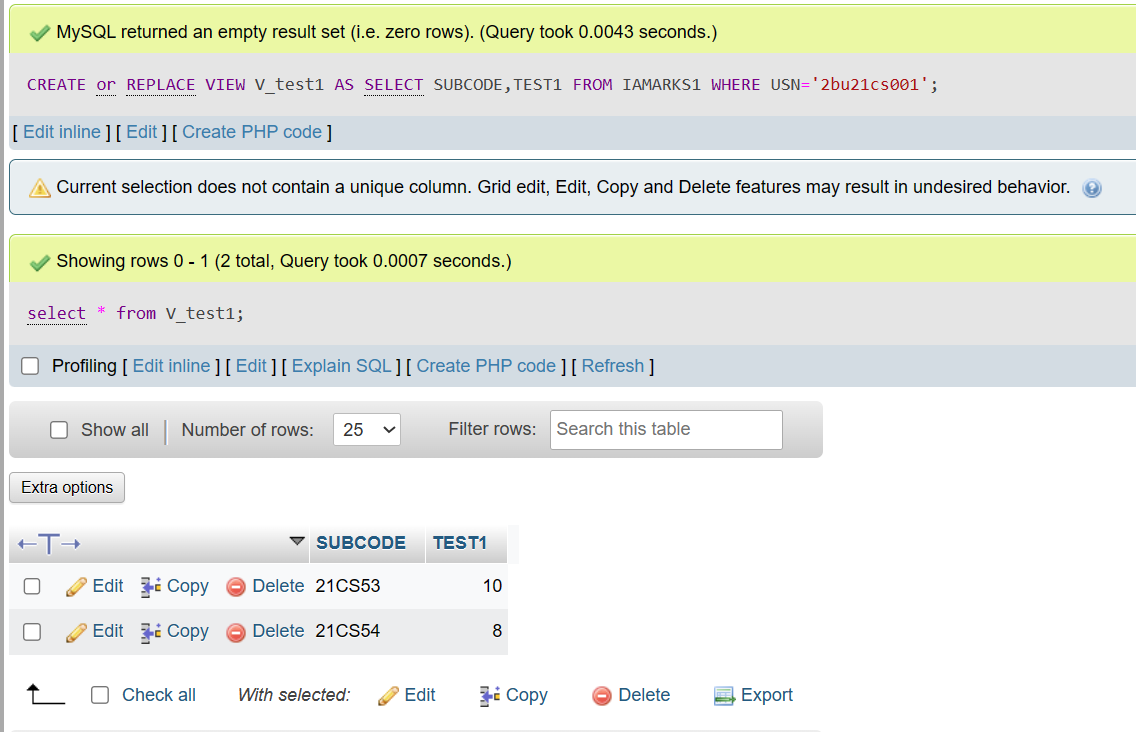 MySQL returned an empty result set (i.e. zero rows). (Query took 0.0043 seconds.)
CREATE or REPLACE VIEW V_test1 AS SELECT SUBCODE,TEST1 FROM IAMARKS1 WHERE USN='2bu21cs001';
[ Edit inline ] [ Edit ] [ Create PHP code ]
Current selection does not contain a unique column. Grid edit, Edit, Copy and Delete features may result in undesired behavior.
Showing rows 0 - 1 (2 total, Query took 0.0007 seconds.)
select * from V_test1;
Profiling [ Edit inline ] [ Edit ] [ Explain SQL ] [ Create PHP code ] [ Refresh ]
Show all Number of rows: 25 Filter rows: Search this table
Extra options
←T→ SUBCODE TEST1
Edit Copy Delete 21CS53 10
Edit Copy Delete 21CS54 8
Check all With selected: Edit Copy Delete Export